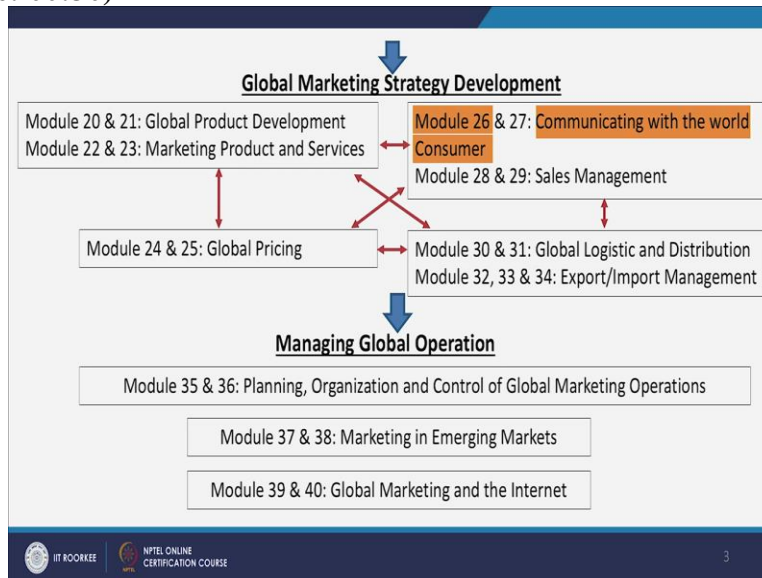 Global Marketing Strategy Development
Module 20 & 21: Global Product Development
Module 22 & 23: Marketing Product and Services
Module 26 & 27: Communicating with the world
Consumer
Module 28 & 29: Sales Management
Module 24 & 25: Global Pricing
Module 30 & 31: Global Logistic and Distribution
Module 32, 33 & 34: Export/Import Management
Managing Global Operation
Module 35 & 36: Planning, Organization and Control of Global Marketing Operations
Module 37 & 38: Marketing in Emerging Markets
Module 39 & 40: Global Marketing and the Internet
IIT ROORKEE
NPTEL ONLINE
CERTIFICATION COURSE
3